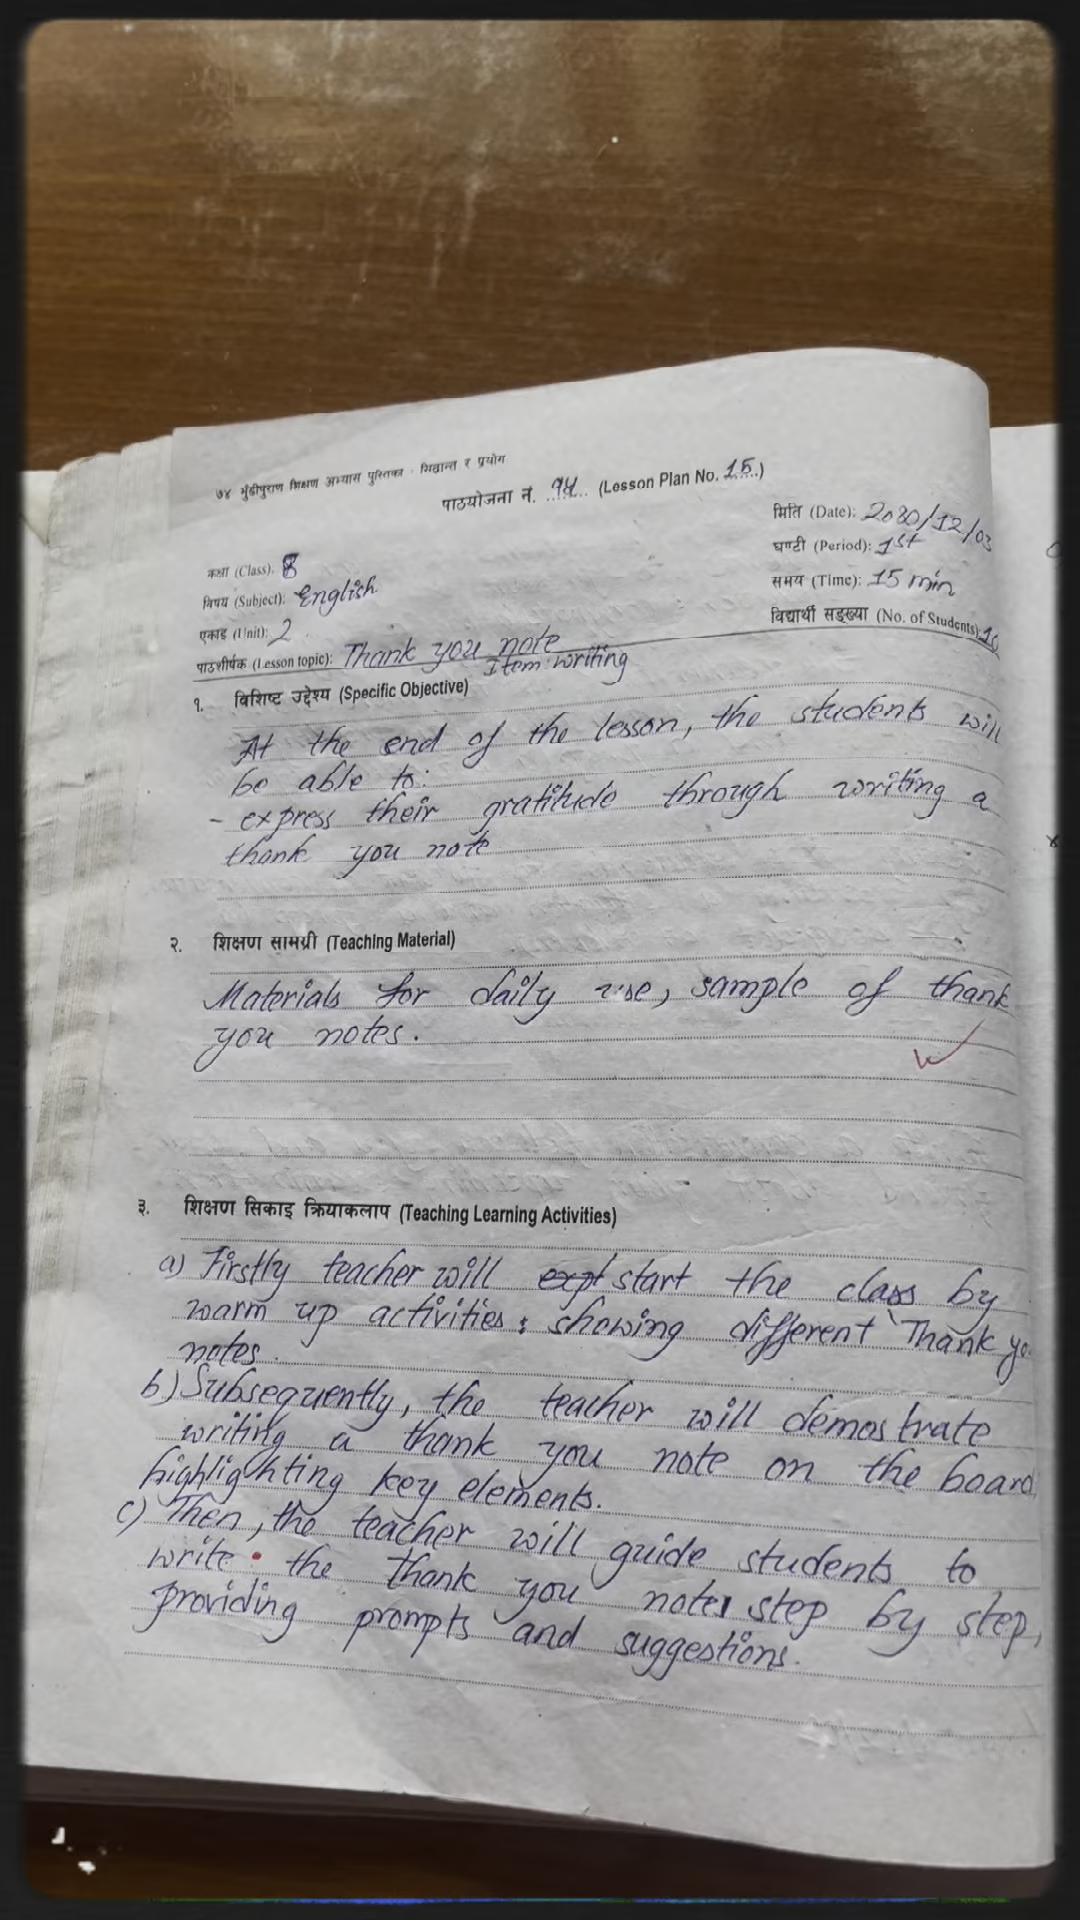 ७४ मुँडीपुराण शिक्षण अभ्यास पुस्तिका : सिद्धान्त र प्रयोग
पाठयोजना नं. १५ (Lesson Plan No. 15.)
मिति (Date): 2080/12/03
घण्टी (Period): 1st
कक्षा (Class). 8
समय (Time): 15 min
विषय (Subject): English
विद्यार्थी सङ्ख्या (No. of Students):
एकाइ (Unit): 2
पाठशीर्षक (Lesson topic): Thank you note
Item: writing
१. विशिष्ट उद्देश्य (Specific Objective)
At the end of the lesson, the students will
be able to:
- express their gratitude through writing a
thank you note
२. शिक्षण सामग्री (Teaching Material)
Materials for daily use, sample of thank
you notes.
३. शिक्षण सिकाइ क्रियाकलाप (Teaching Learning Activities)
a) Firstly teacher will start the class by
warm up activities: showing different 'Thank yo
notes.
b) Subsequently, the teacher will demostrate
writing a thank you note on the board
highlighting key elements.
c) Then, the teacher will guide students to
write the thank you note step by step,
providing prompts and suggestions.